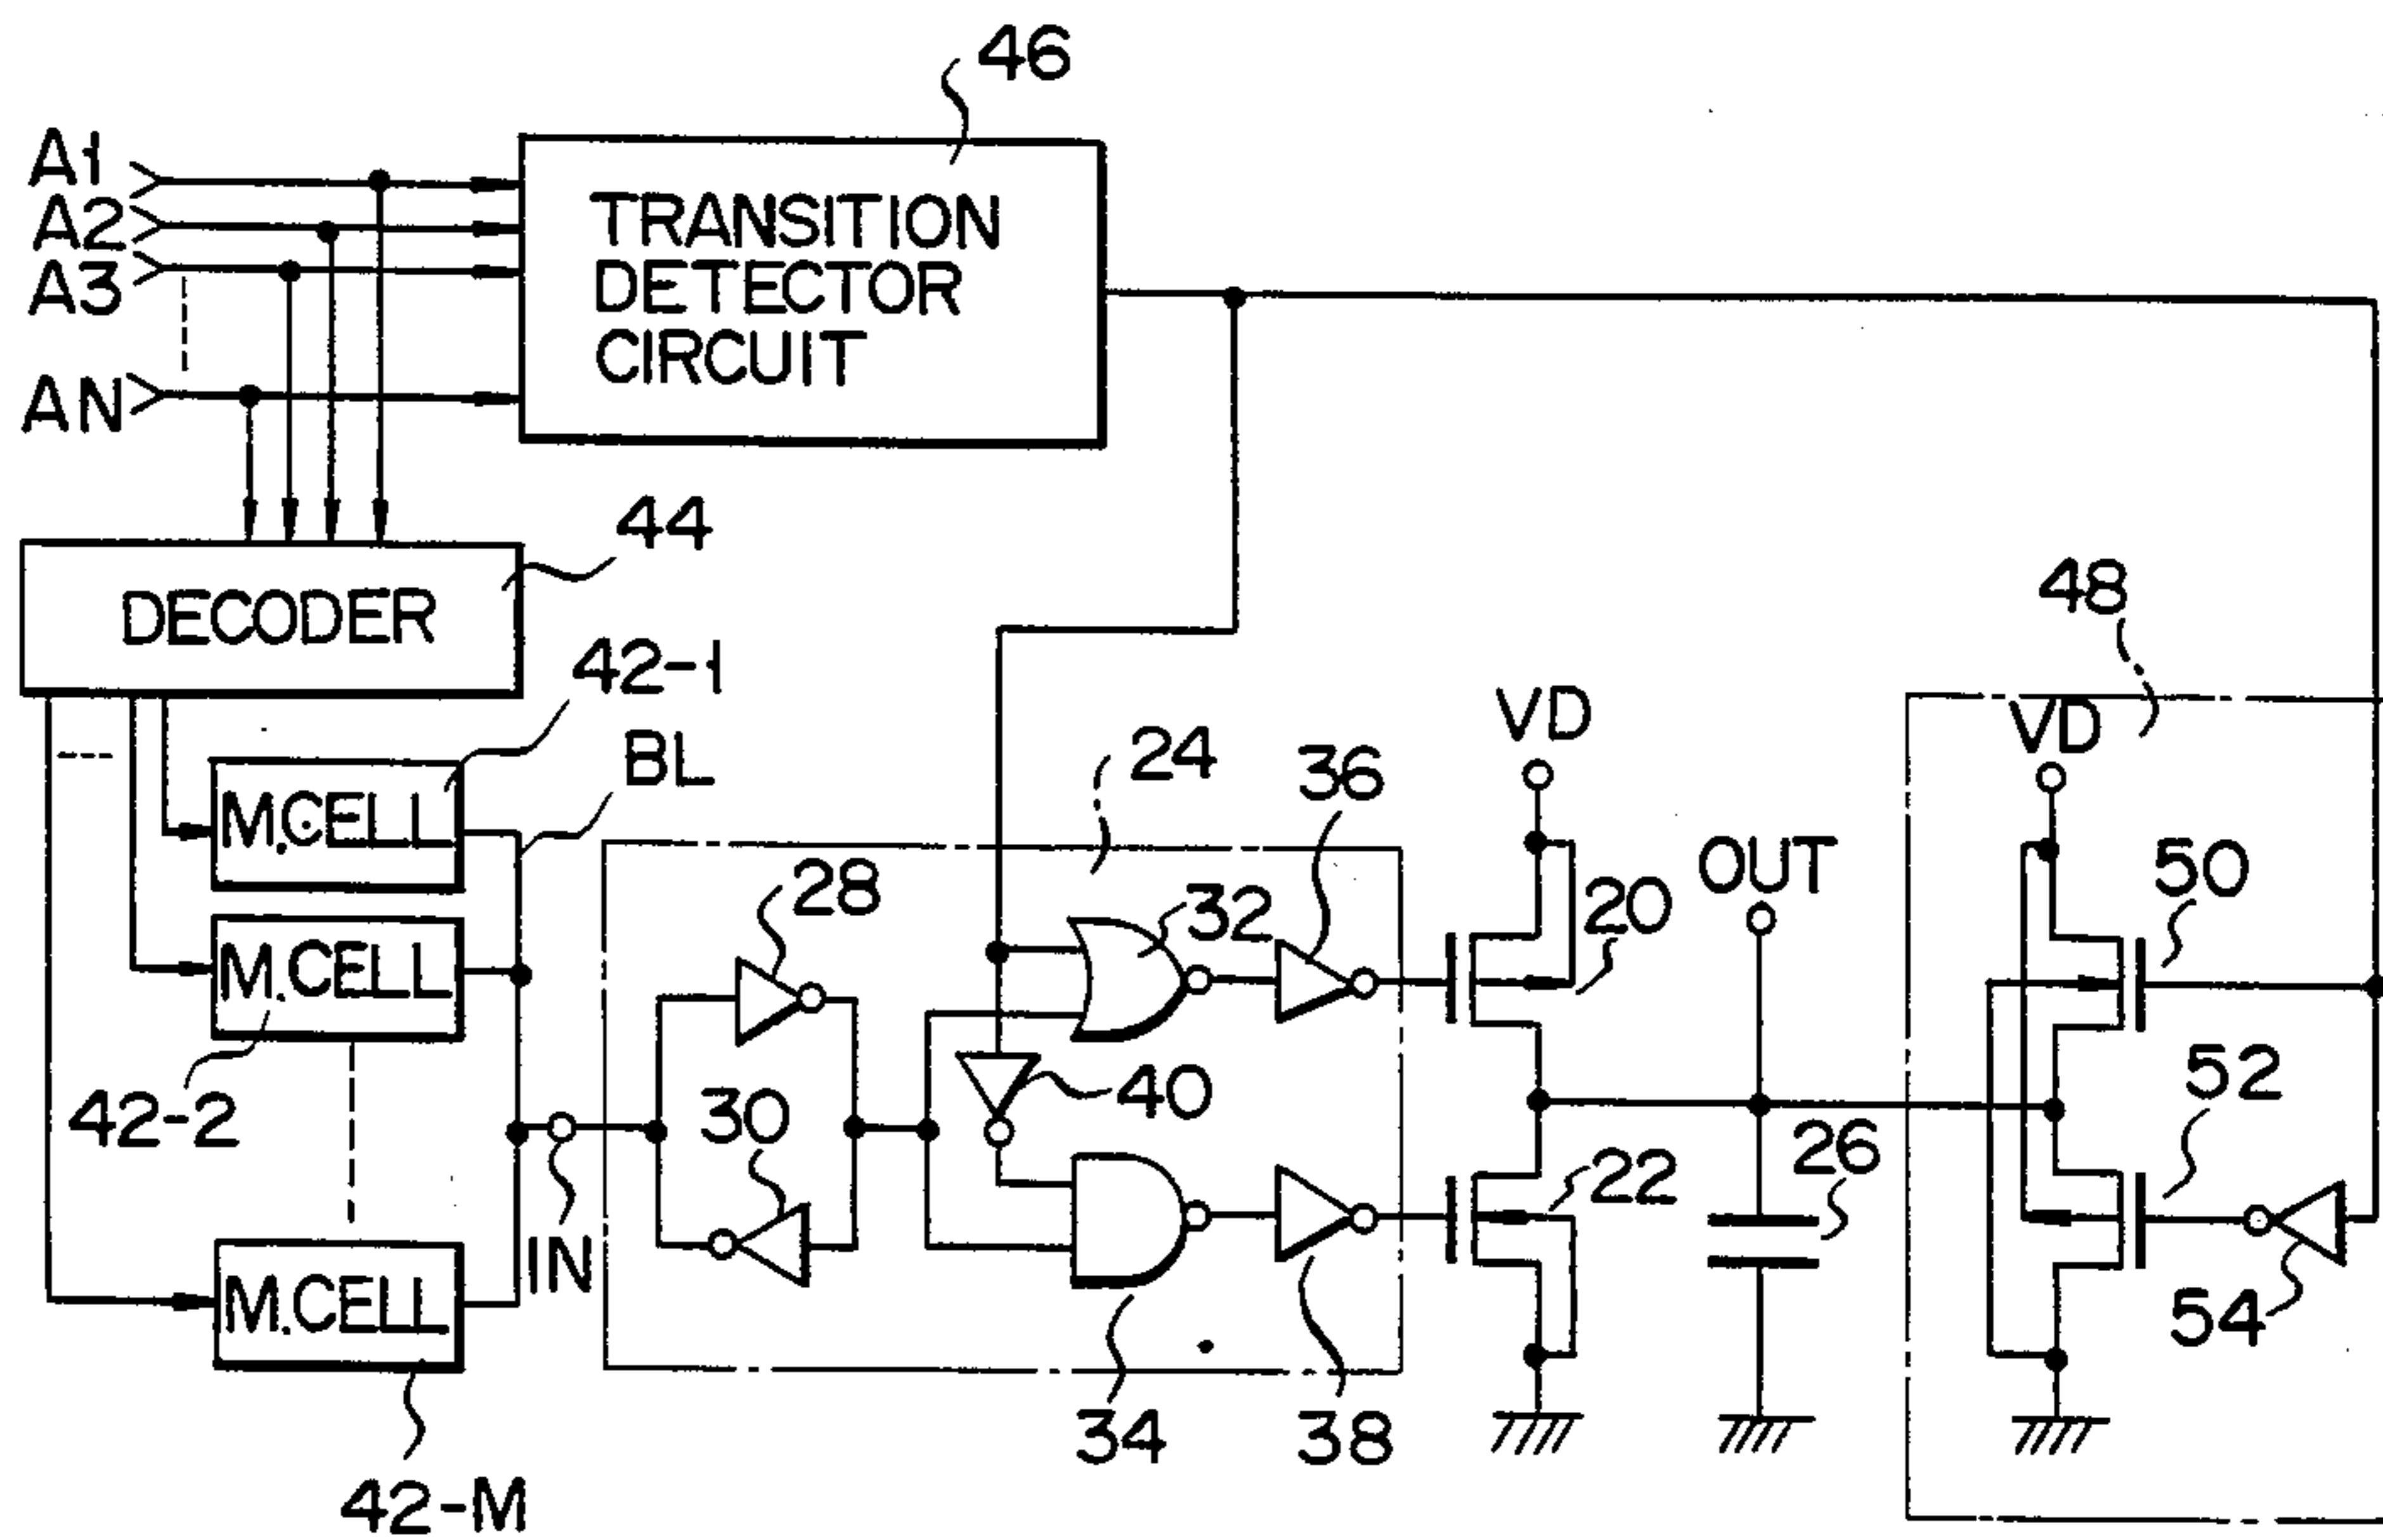 46
A1
A2
A3
AN
TRANSITION
DETECTOR
CIRCUIT
44
DECODER
48
42-1
BL
M.CELL
24
36
VD
VD
28
32
20
OUT
50
M.CELL
42-2
30
40
52
26
22
IN
M.CELL
54
34
38
42-M